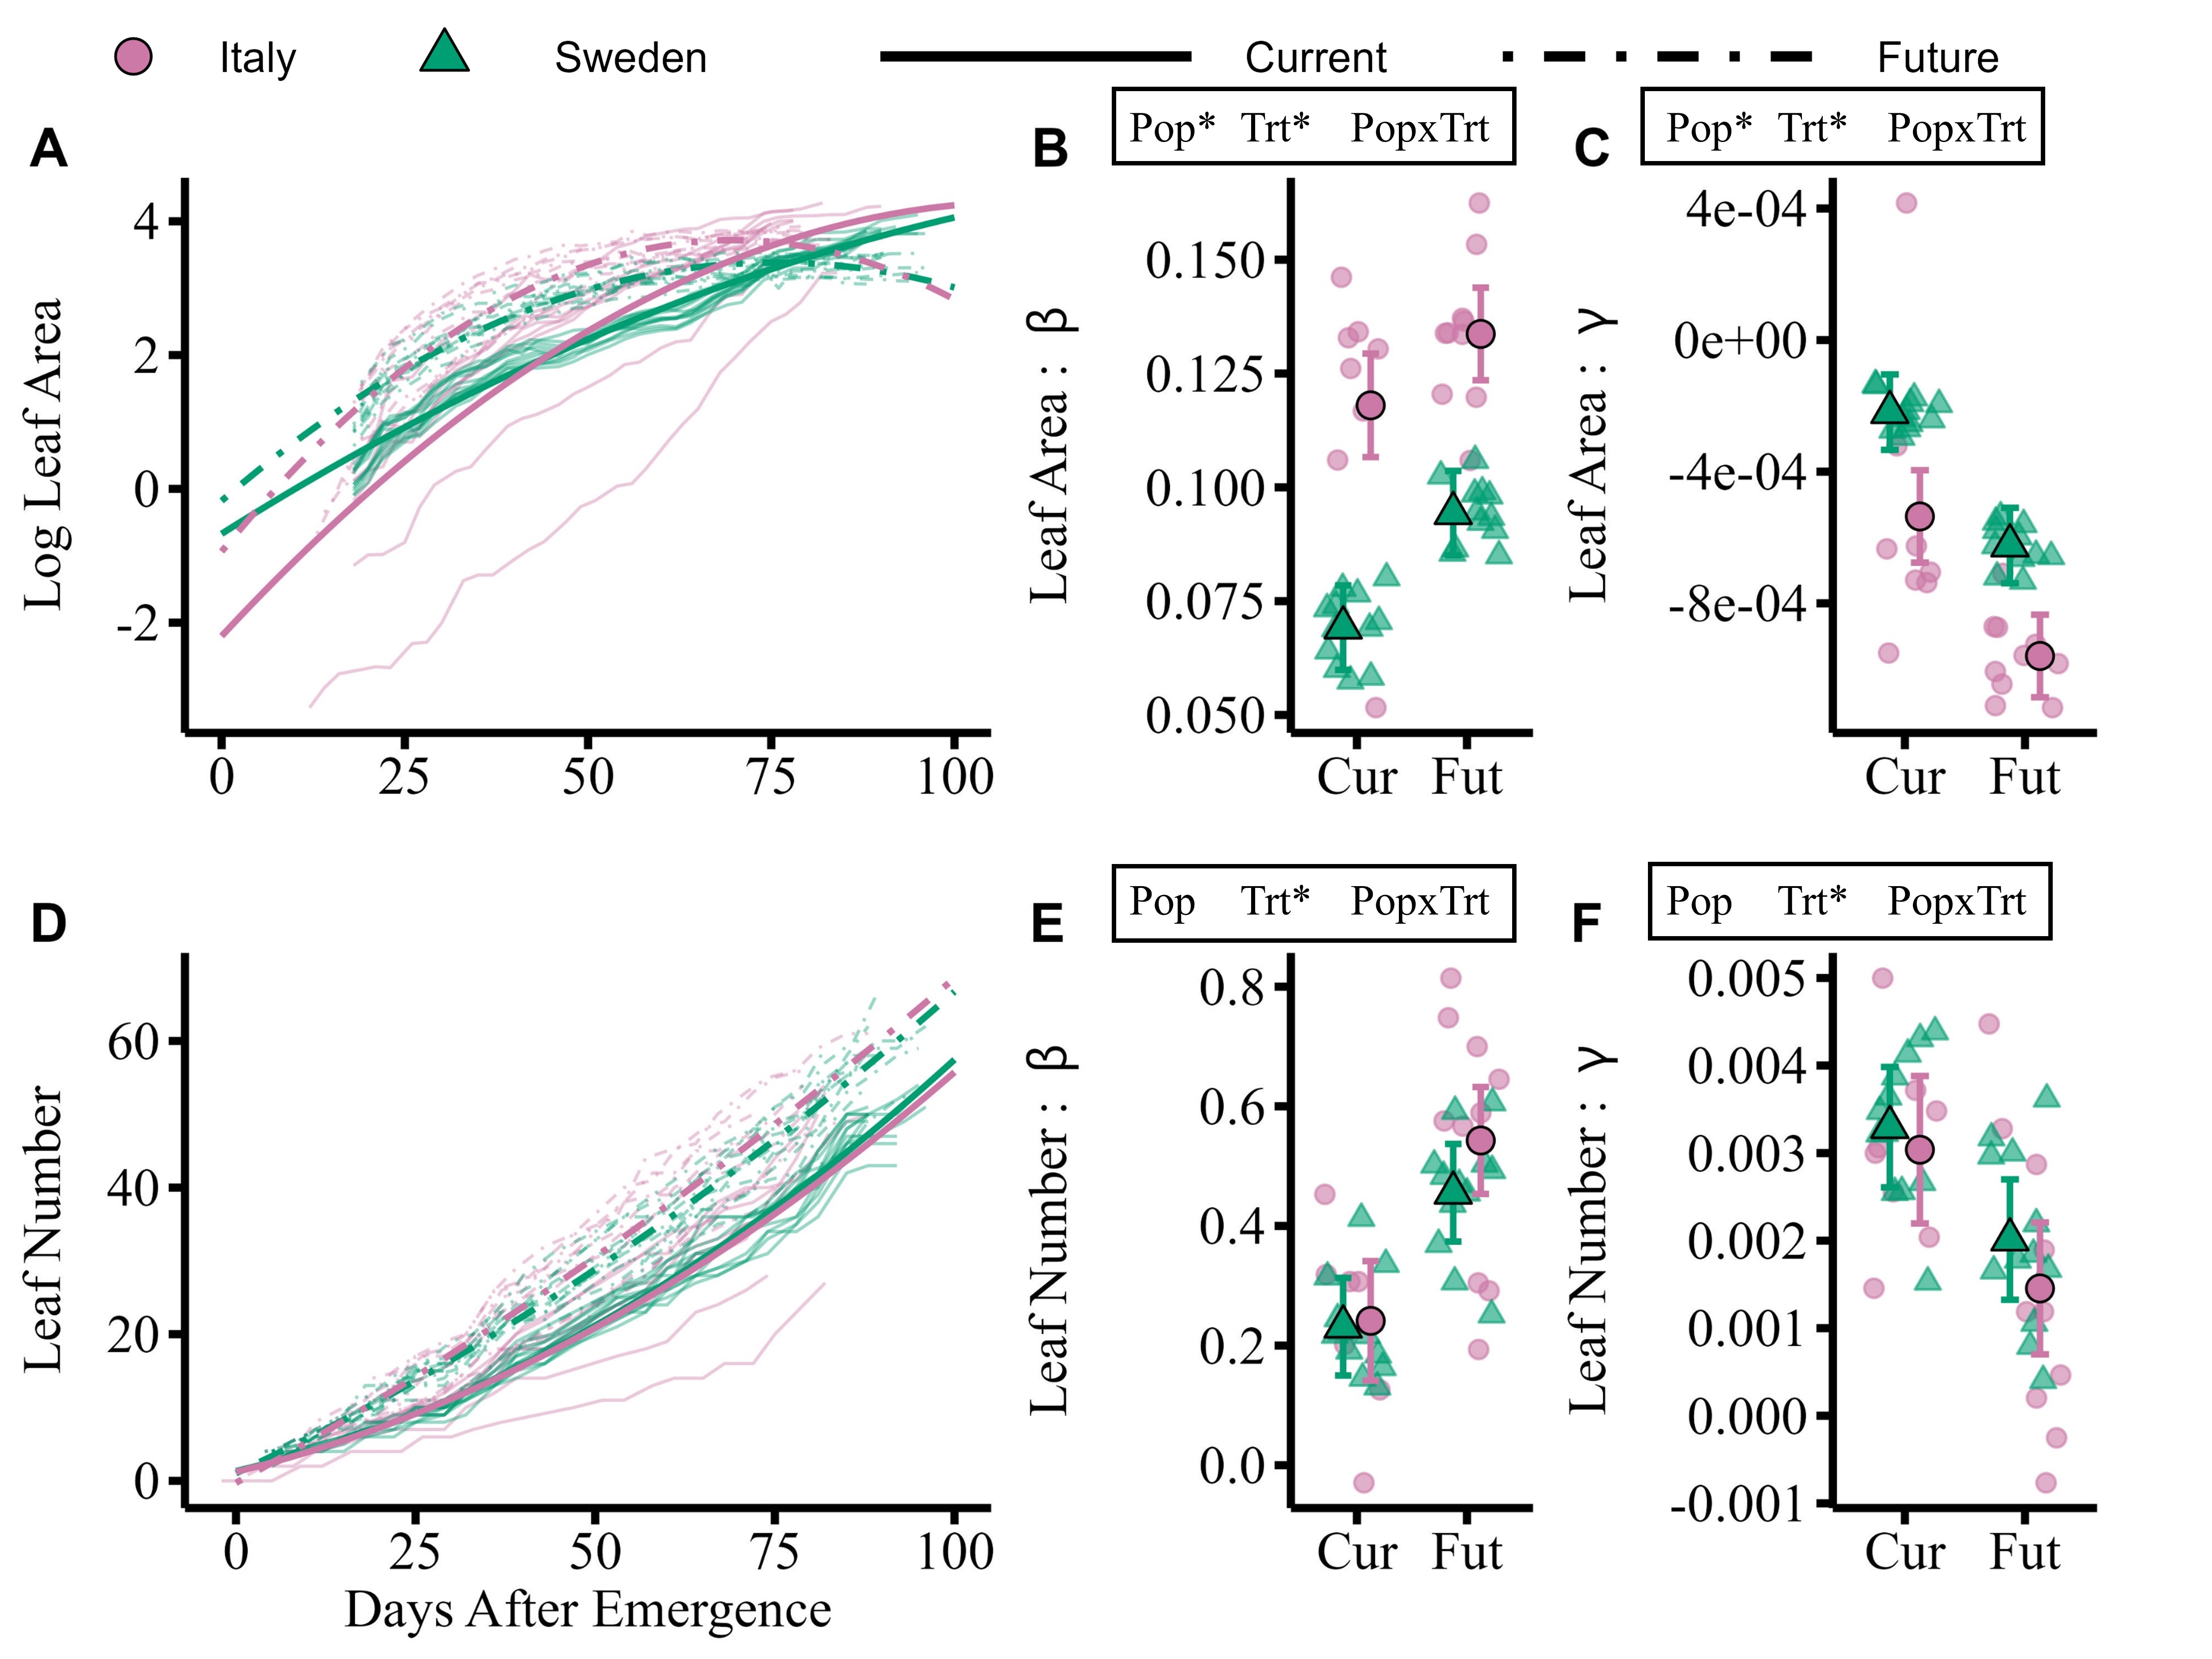 Italy Sweden Current Future
A
Log Leaf Area
4
2
0
-2
0 25 50 75 100
B
Pop* Trt* PopxTrt
Leaf Area : β
0.150
0.125
0.100
0.075
0.050
Cur Fut
C
Pop* Trt* PopxTrt
Leaf Area : γ
4e-04
0e+00
-4e-04
-8e-04
Cur Fut
D
Leaf Number
60
40
20
0
0 25 50 75 100
Days After Emergence
E
Pop Trt* PopxTrt
Leaf Number : β
0.8
0.6
0.4
0.2
0.0
Cur Fut
F
Pop Trt* PopxTrt
Leaf Number : γ
0.005
0.004
0.003
0.002
0.001
0.000
-0.001
Cur Fut